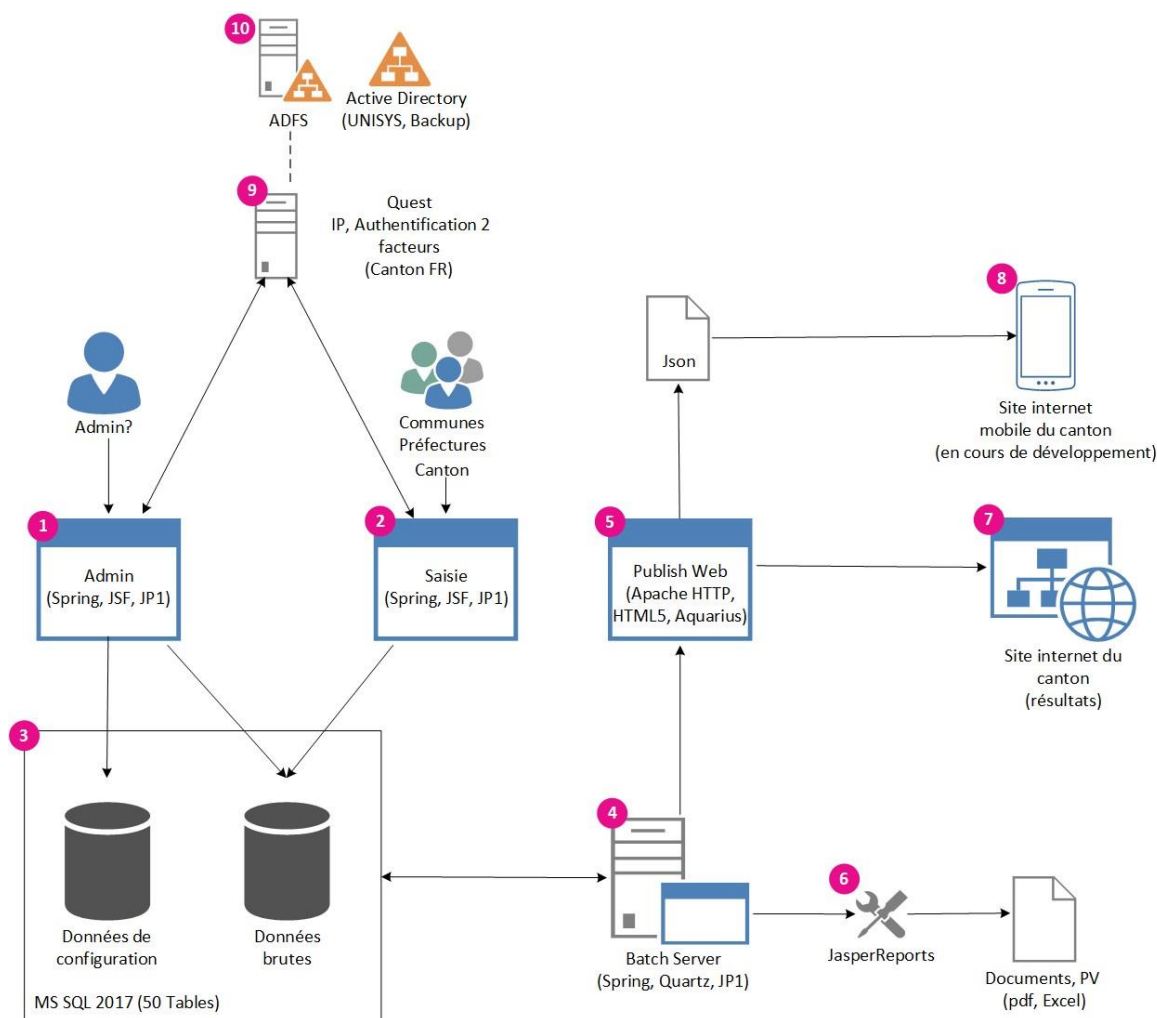 10
ADFS
Active Directory
(UNISYS, Backup)
9
Quest
IP, Authentification 2
facteurs
(Canton FR)
Admin?
Communes
Préfectures
Canton
Json
8
Site internet
mobile du canton
(en cours de développement)
1
Admin
(Spring, JSF, JP1)
2
Saisie
(Spring, JSF, JP1)
5
Publish Web
(Apache HTTP,
HTML5, Aquarius)
7
Site internet du
canton
(résultats)
3
Données de
configuration
Données
brutes
MS SQL 2017 (50 Tables)
4
Batch Server
(Spring, Quartz, JP1)
6
JasperReports
Documents, PV
(pdf, Excel)